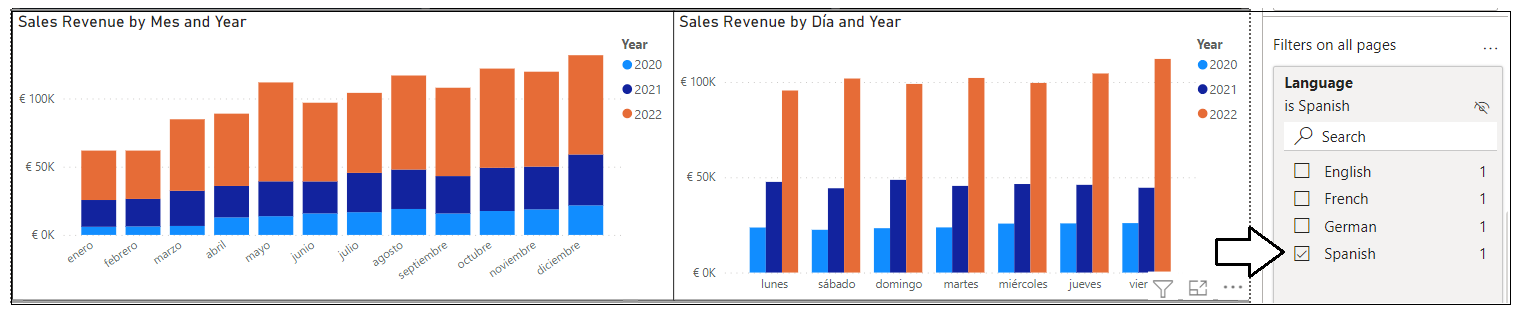 Sales Revenue by Mes and Year
Year
2020
2021
2022
€ 100K
€ 50K
€ 0K
enero
febrero
marzo
abril
mayo
junio
julio
agosto
septiembre
octubre
noviembre
diciembre
Sales Revenue by Día and Year
Year
2020
2021
2022
€ 100K
€ 50K
€ 0K
lunes
sábado
domingo
martes
miércoles
jueves
vier
Filters on all pages
...
Language
is Spanish
Search
English 1
French 1
German 1
Spanish 1